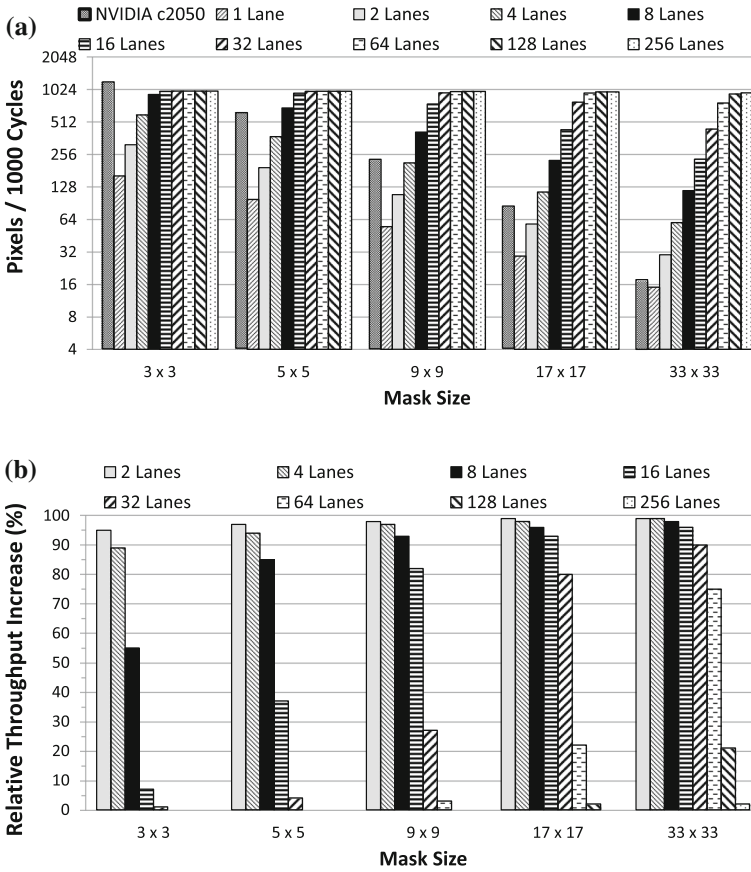 (a)
NVIDIA c2050 1 Lane 2 Lanes 4 Lanes 8 Lanes
16 Lanes 32 Lanes 64 Lanes 128 Lanes 256 Lanes
Pixels / 1000 Cycles
2048
1024
512
256
128
64
32
16
8
4
3 x 3 5 x 5 9 x 9 17 x 17 33 x 33
Mask Size
(b)
2 Lanes 4 Lanes 8 Lanes 16 Lanes
32 Lanes 64 Lanes 128 Lanes 256 Lanes
Relative Throughput Increase (%)
100
90
80
70
60
50
40
30
20
10
0
3 x 3 5 x 5 9 x 9 17 x 17 33 x 33
Mask Size